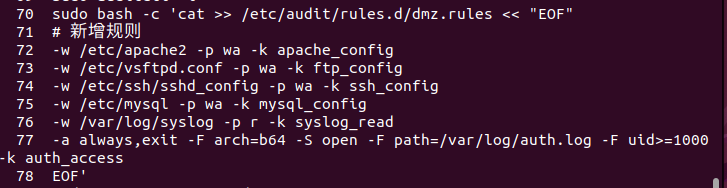 70 sudo bash -c 'cat >> /etc/audit/rules.d/dmz.rules << "EOF"
71 # 新增规则
72 -w /etc/apache2 -p wa -k apache_config
73 -w /etc/vsftpd.conf -p wa -k ftp_config
74 -w /etc/ssh/sshd_config -p wa -k ssh_config
75 -w /etc/mysql -p wa -k mysql_config
76 -w /var/log/syslog -p r -k syslog_read
77 -a always,exit -F arch=b64 -S open -F path=/var/log/auth.log -F uid>=1000
-k auth_access
78 EOF'